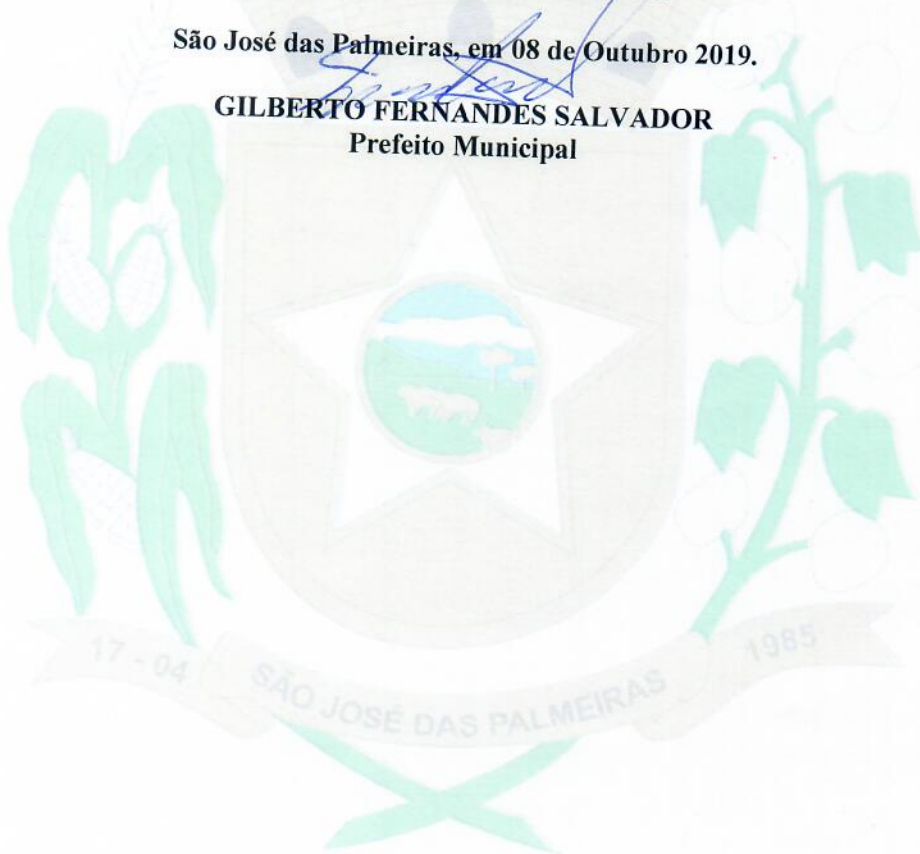 São José das Palmeiras, em 08 de Outubro 2019.
GILBERTO FERNANDES SALVADOR
Prefeito Municipal
17 - 04
SÃO JOSÉ DAS PALMEIRAS
1985